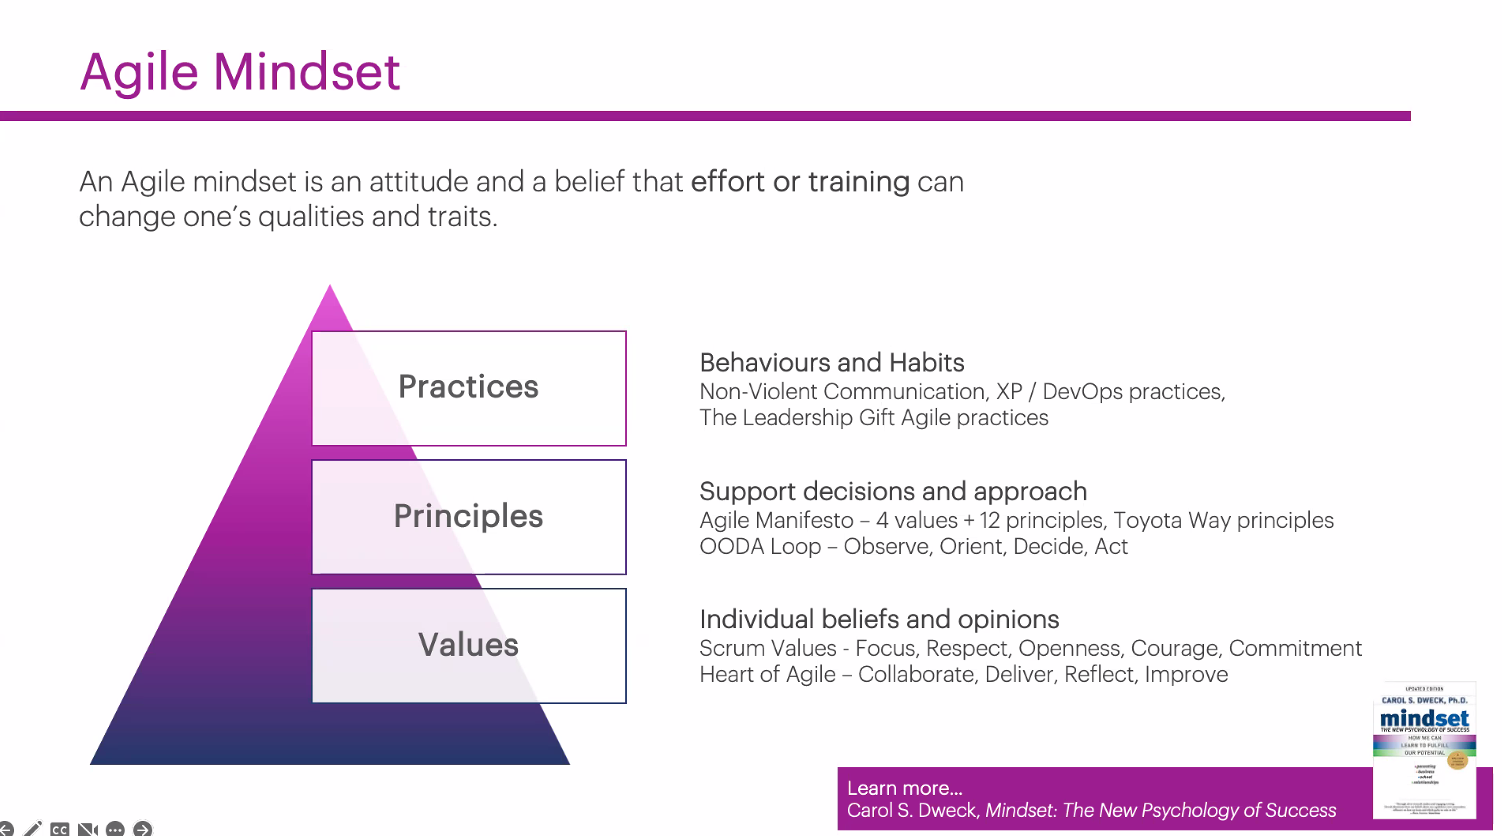 Agile Mindset
An Agile mindset is an attitude and a belief that effort or training can
change one's qualities and traits.
Practices
Behaviours and Habits
Non-Violent Communication, XP / DevOps practices,
The Leadership Gift Agile practices
Principles
Support decisions and approach
Agile Manifesto – 4 values + 12 principles, Toyota Way principles
OODA Loop – Observe, Orient, Decide, Act
Values
Individual beliefs and opinions
Scrum Values - Focus, Respect, Openness, Courage, Commitment
Heart of Agile – Collaborate, Deliver, Reflect, Improve
UPDATED EDITION
CAROL S. DWECK, Ph.D.
mindset
THE NEW PSYCHOLOGY OF SUCCESS
HOW WE CAN
LEARN TO FULFILL
OUR POTENTIAL
•parenting
•business
•school
•relationships
Learn more...
Carol S. Dweck, Mindset: The New Psychology of Success
CC